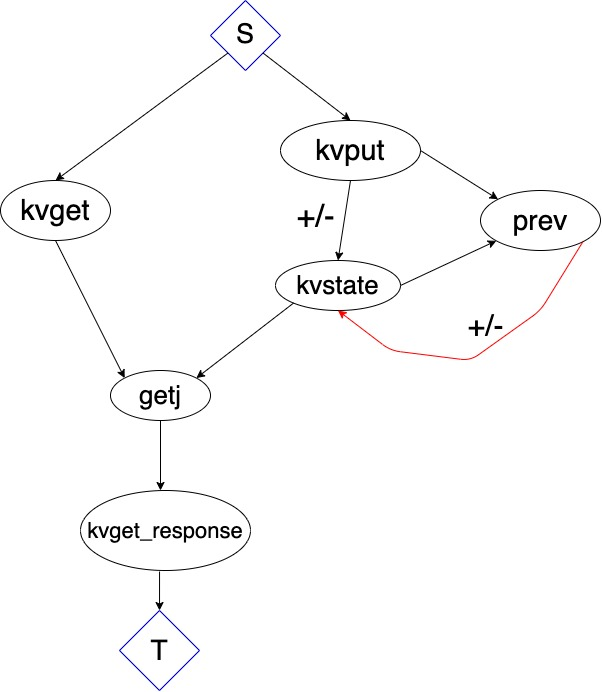 S
kvput
kvget
+/-
prev
kvstate
+/-
getj
kvget_response
T